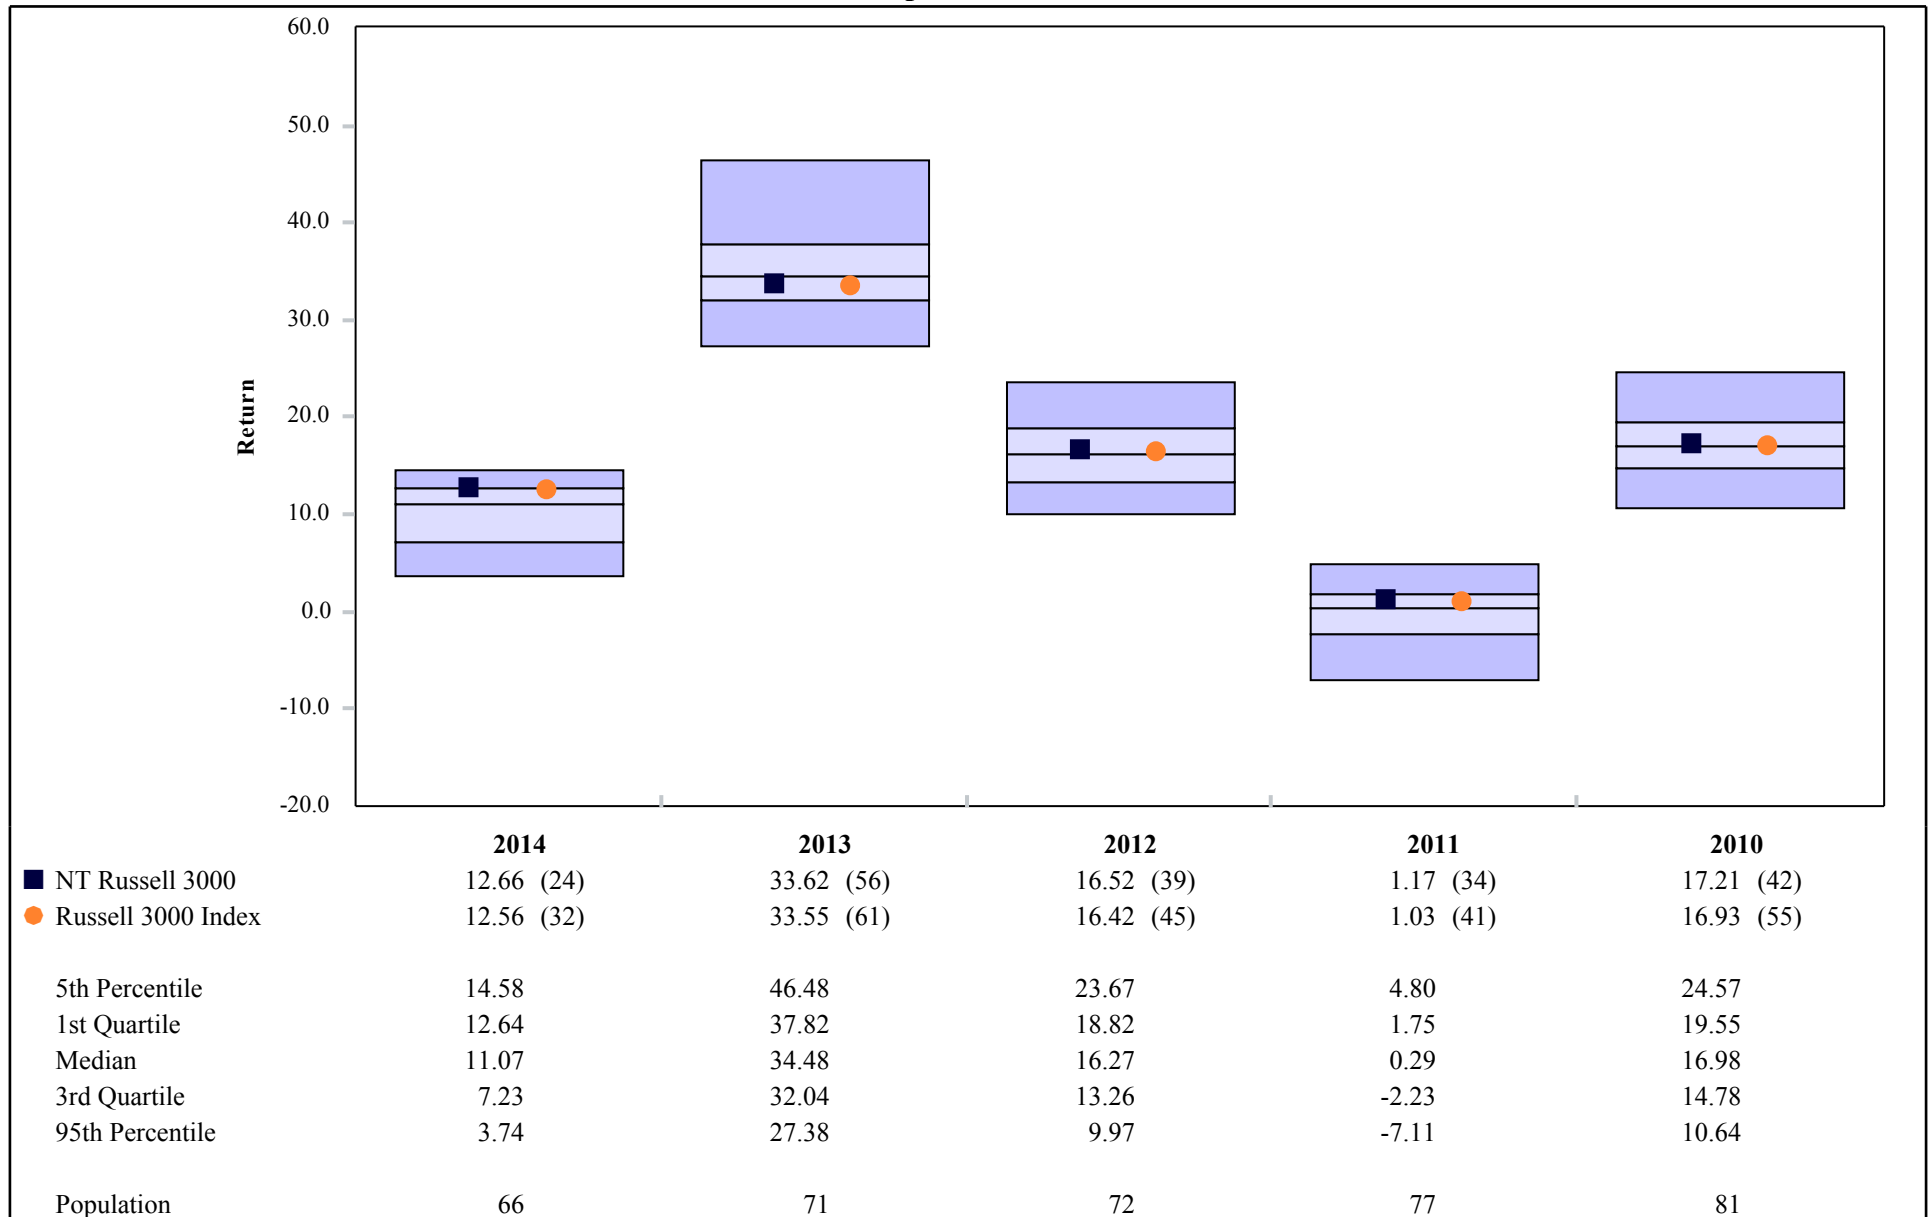 60.0
50.0
40.0
30.0
20.0
10.0
0.0
-10.0
-20.0
Return
2014 2013 2012 2011 2010
NT Russell 3000 12.66 (24) 33.62 (56) 16.52 (39) 1.17 (34) 17.21 (42)
Russell 3000 Index 12.56 (32) 33.55 (61) 16.42 (45) 1.03 (41) 16.93 (55)
5th Percentile 14.58 46.48 23.67 4.80 24.57
1st Quartile 12.64 37.82 18.82 1.75 19.55
Median 11.07 34.48 16.27 0.29 16.98
3rd Quartile 7.23 32.04 13.26 -2.23 14.78
95th Percentile 3.74 27.38 9.97 -7.11 10.64
Population 66 71 72 77 81